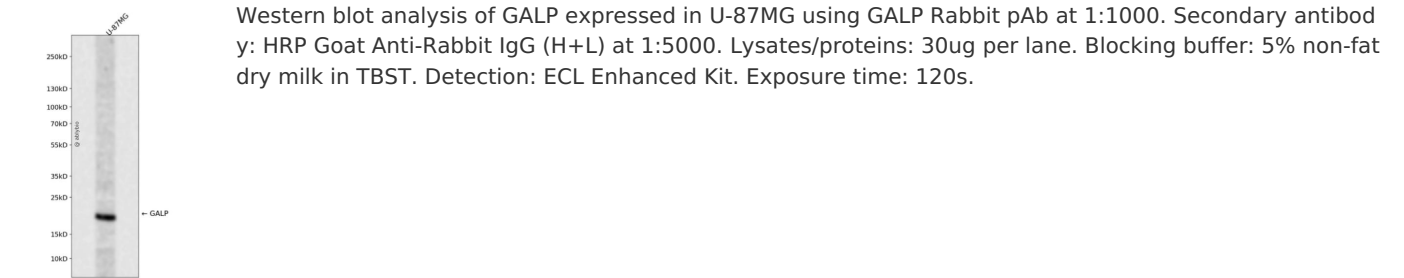 U-87MG
250kD
130kD
100kD
70kD
55kD
35kD
25kD
15kD
10kD
← GALP
Western blot analysis of GALP expressed in U-87MG using GALP Rabbit pAb at 1:1000. Secondary antibod
y: HRP Goat Anti-Rabbit IgG (H+L) at 1:5000. Lysates/proteins: 30ug per lane. Blocking buffer: 5% non-fat
dry milk in TBST. Detection: ECL Enhanced Kit. Exposure time: 120s.